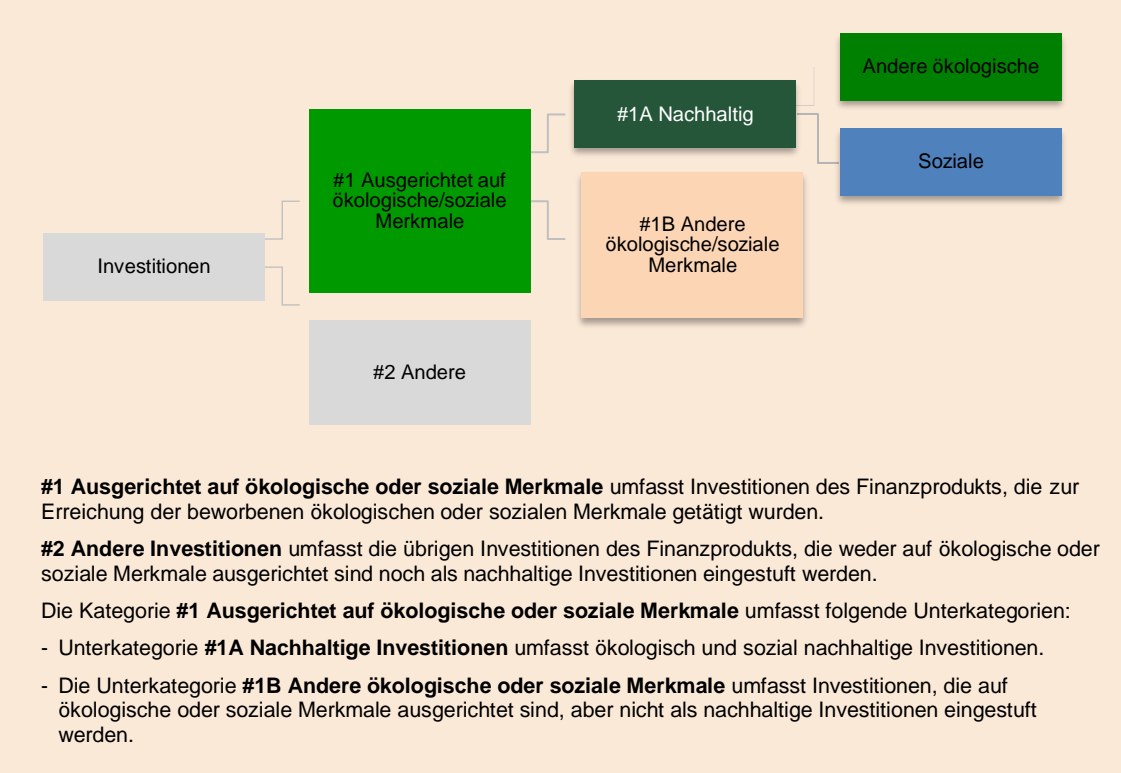 Andere ökologische
#1A Nachhaltig
Soziale
#1 Ausgerichtet auf
ökologische/soziale
Merkmale
#1B Andere
ökologische/soziale
Merkmale
Investitionen
#2 Andere
#1 Ausgerichtet auf ökologische oder soziale Merkmale umfasst Investitionen des Finanzprodukts, die zur
Erreichung der beworbenen ökologischen oder sozialen Merkmale getätigt wurden.
#2 Andere Investitionen umfasst die übrigen Investitionen des Finanzprodukts, die weder auf ökologische oder
soziale Merkmale ausgerichtet sind noch als nachhaltige Investitionen eingestuft werden.
Die Kategorie #1 Ausgerichtet auf ökologische oder soziale Merkmale umfasst folgende Unterkategorien:
- Unterkategorie #1A Nachhaltige Investitionen umfasst ökologisch und sozial nachhaltige Investitionen.
- Die Unterkategorie #1B Andere ökologische oder soziale Merkmale umfasst Investitionen, die auf
ökologische oder soziale Merkmale ausgerichtet sind, aber nicht als nachhaltige Investitionen eingestuft
werden.